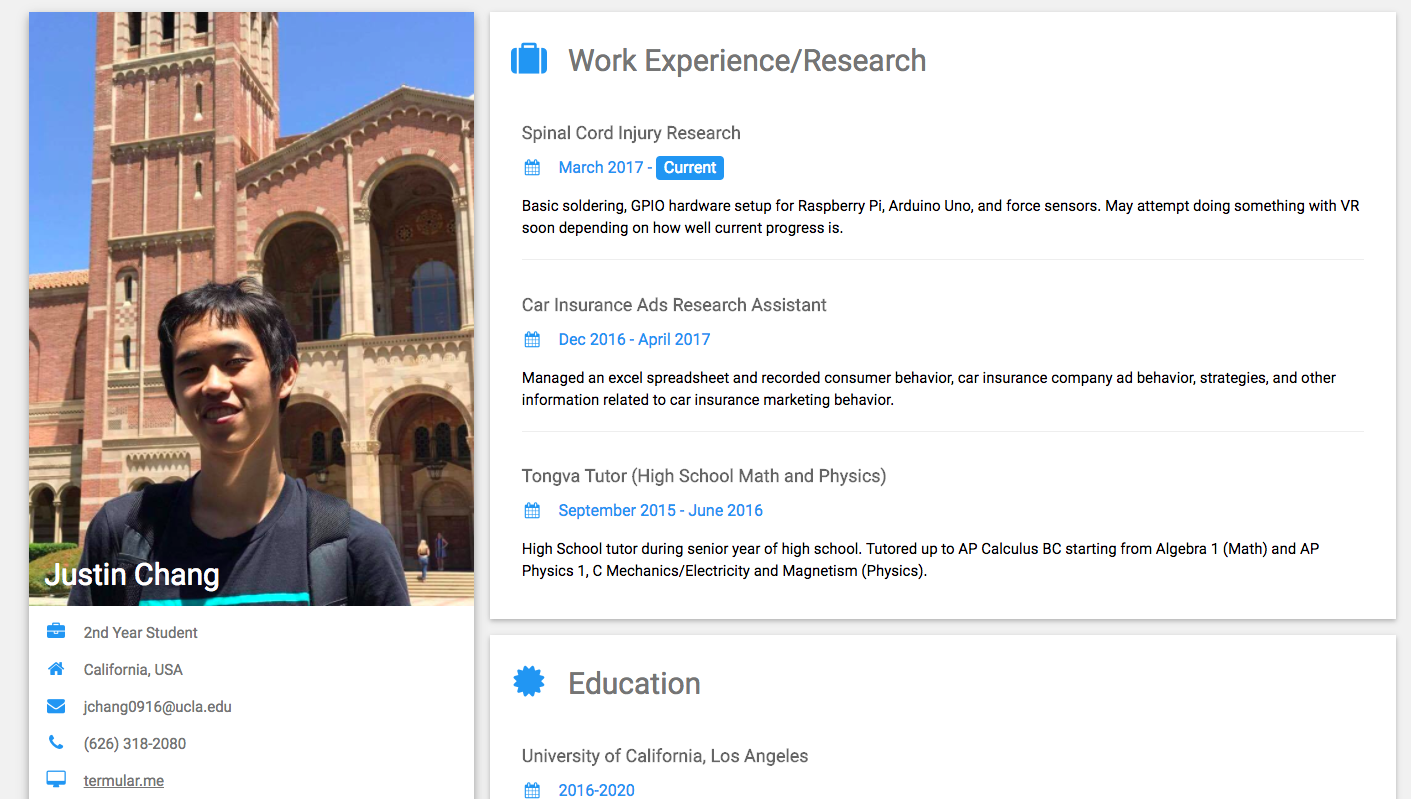 Justin Chang
2nd Year Student
California, USA
jchang0916@ucla.edu
(626) 318-2080
termular.me
Work Experience/Research
Spinal Cord Injury Research
March 2017 - Current
Basic soldering, GPIO hardware setup for Raspberry Pi, Arduino Uno, and force sensors. May attempt doing something with VR
soon depending on how well current progress is.
Car Insurance Ads Research Assistant
Dec 2016 - April 2017
Managed an excel spreadsheet and recorded consumer behavior, car insurance company ad behavior, strategies, and other
information related to car insurance marketing behavior.
Tongva Tutor (High School Math and Physics)
September 2015 - June 2016
High School tutor during senior year of high school. Tutored up to AP Calculus BC starting from Algebra 1 (Math) and AP
Physics 1, C Mechanics/Electricity and Magnetism (Physics).
Education
University of California, Los Angeles
2016-2020